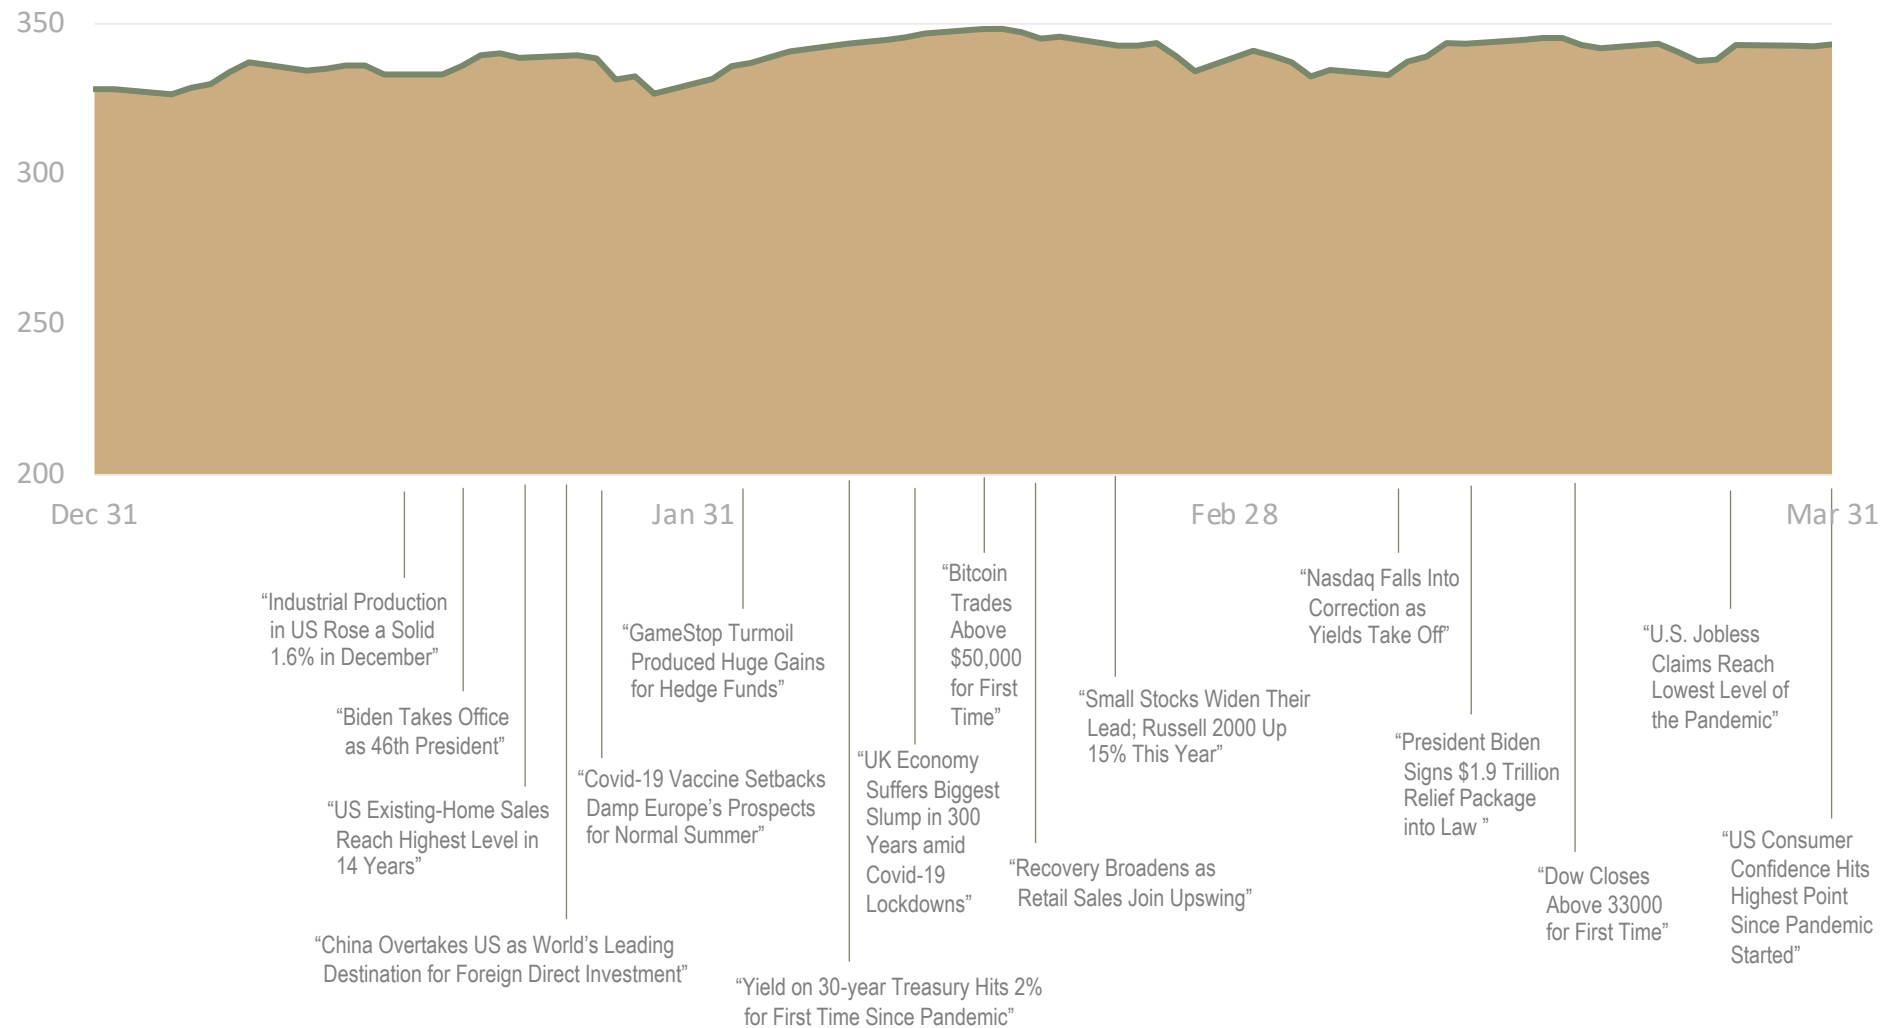 350
300
250
200
Dec 31
Jan 31
Feb 28
Mar 31
“Industrial Production
in US Rose a Solid
1.6% in December”
“Biden Takes Office
as 46th President”
“US Existing-Home Sales
Reach Highest Level in
14 Years”
“China Overtakes US as World’s Leading
Destination for Foreign Direct Investment”
“Covid-19 Vaccine Setbacks
Damp Europe’s Prospects
for Normal Summer”
“GameStop Turmoil
Produced Huge Gains
for Hedge Funds”
“Yield on 30-year Treasury Hits 2%
for First Time Since Pandemic”
“UK Economy
Suffers Biggest
Slump in 300
Years amid
Covid-19
Lockdowns”
“Bitcoin
Trades
Above
$50,000
for First
Time”
“Recovery Broadens as
Retail Sales Join Upswing”
“Small Stocks Widen Their
Lead; Russell 2000 Up
15% This Year”
“Nasdaq Falls Into
Correction as
Yields Take Off”
“President Biden
Signs $1.9 Trillion
Relief Package
into Law ”
“Dow Closes
Above 33000
for First Time”
“U.S. Jobless
Claims Reach
Lowest Level of
the Pandemic”
“US Consumer
Confidence Hits
Highest Point
Since Pandemic
Started”